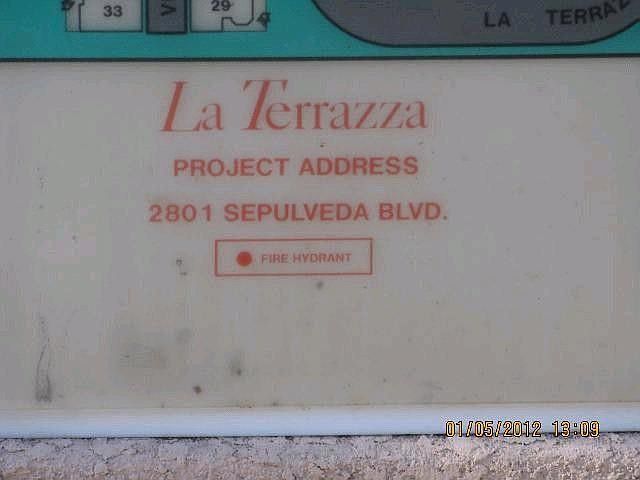 33
29
LA TERRAZ
La Terrazza
PROJECT ADDRESS
2801 SEPULVEDA BLVD.
FIRE HYDRANT
01/05/2012 13:09